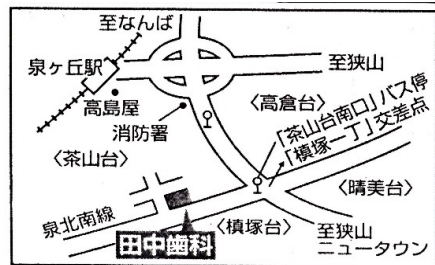 至なんば
泉ヶ丘駅
至狭山
高島屋
〈高倉台〉
消防署
「茶山台南口」バス停
「槙塚一丁」交差点
〈茶山台〉
〈晴美台〉
泉北南線
〈槙塚台〉
至狭山
ニュータウン
田中歯科